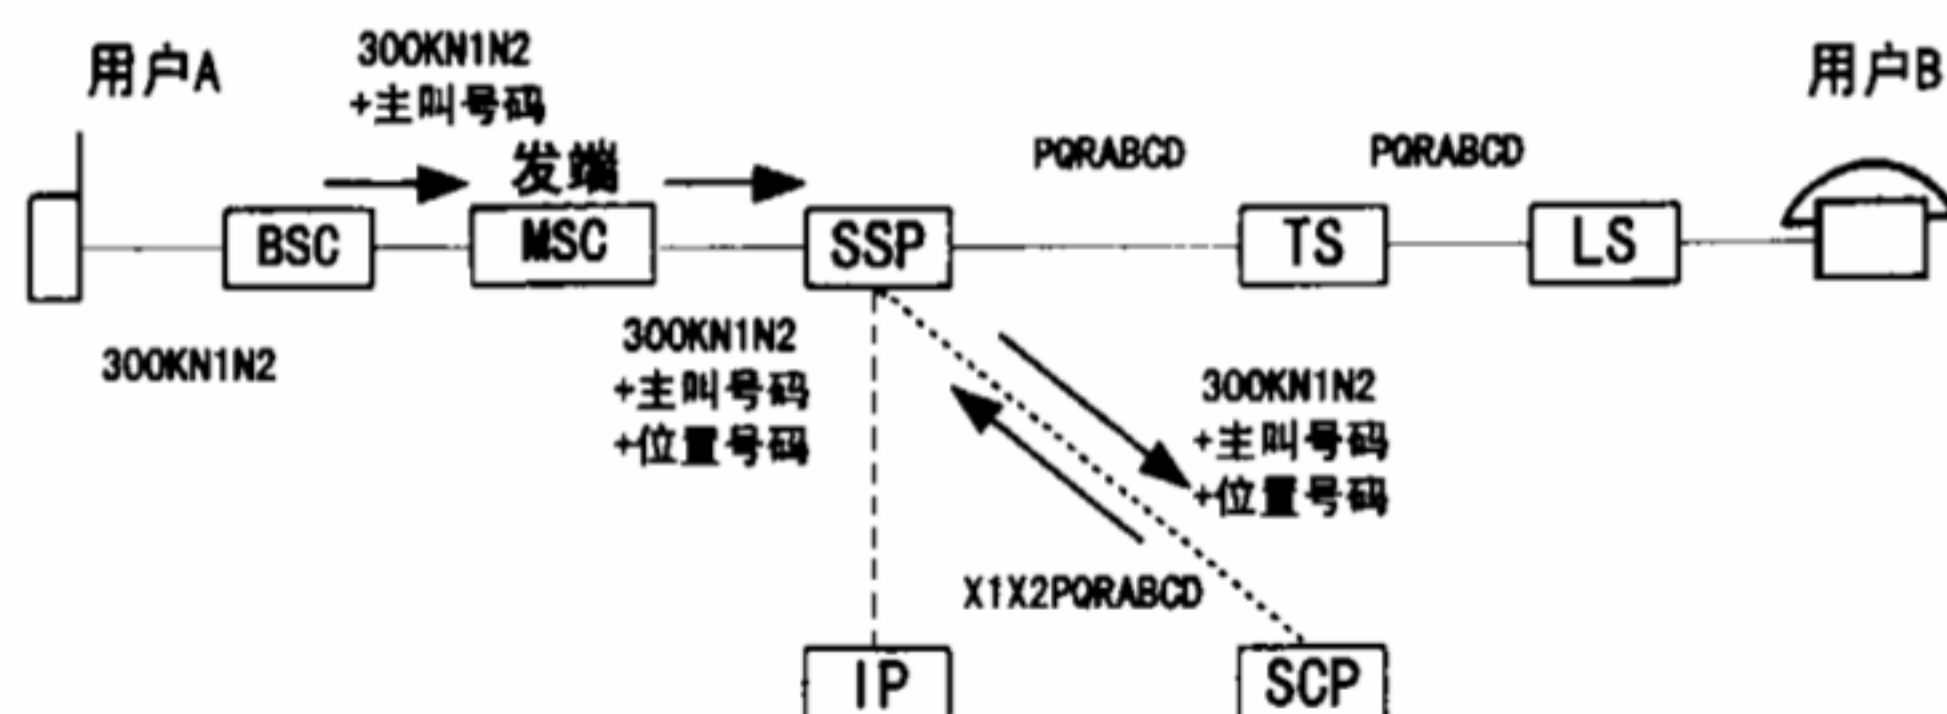 用户A
300KN1N2
+主叫号码
发端
PQRABCD
PQRABCD
用户B
BSC
MSC
SSP
TS
LS
300KN1N2
300KN1N2
+主叫号码
+位置号码
300KN1N2
+主叫号码
+位置号码
X1X2PQRABCD
IP
SCP